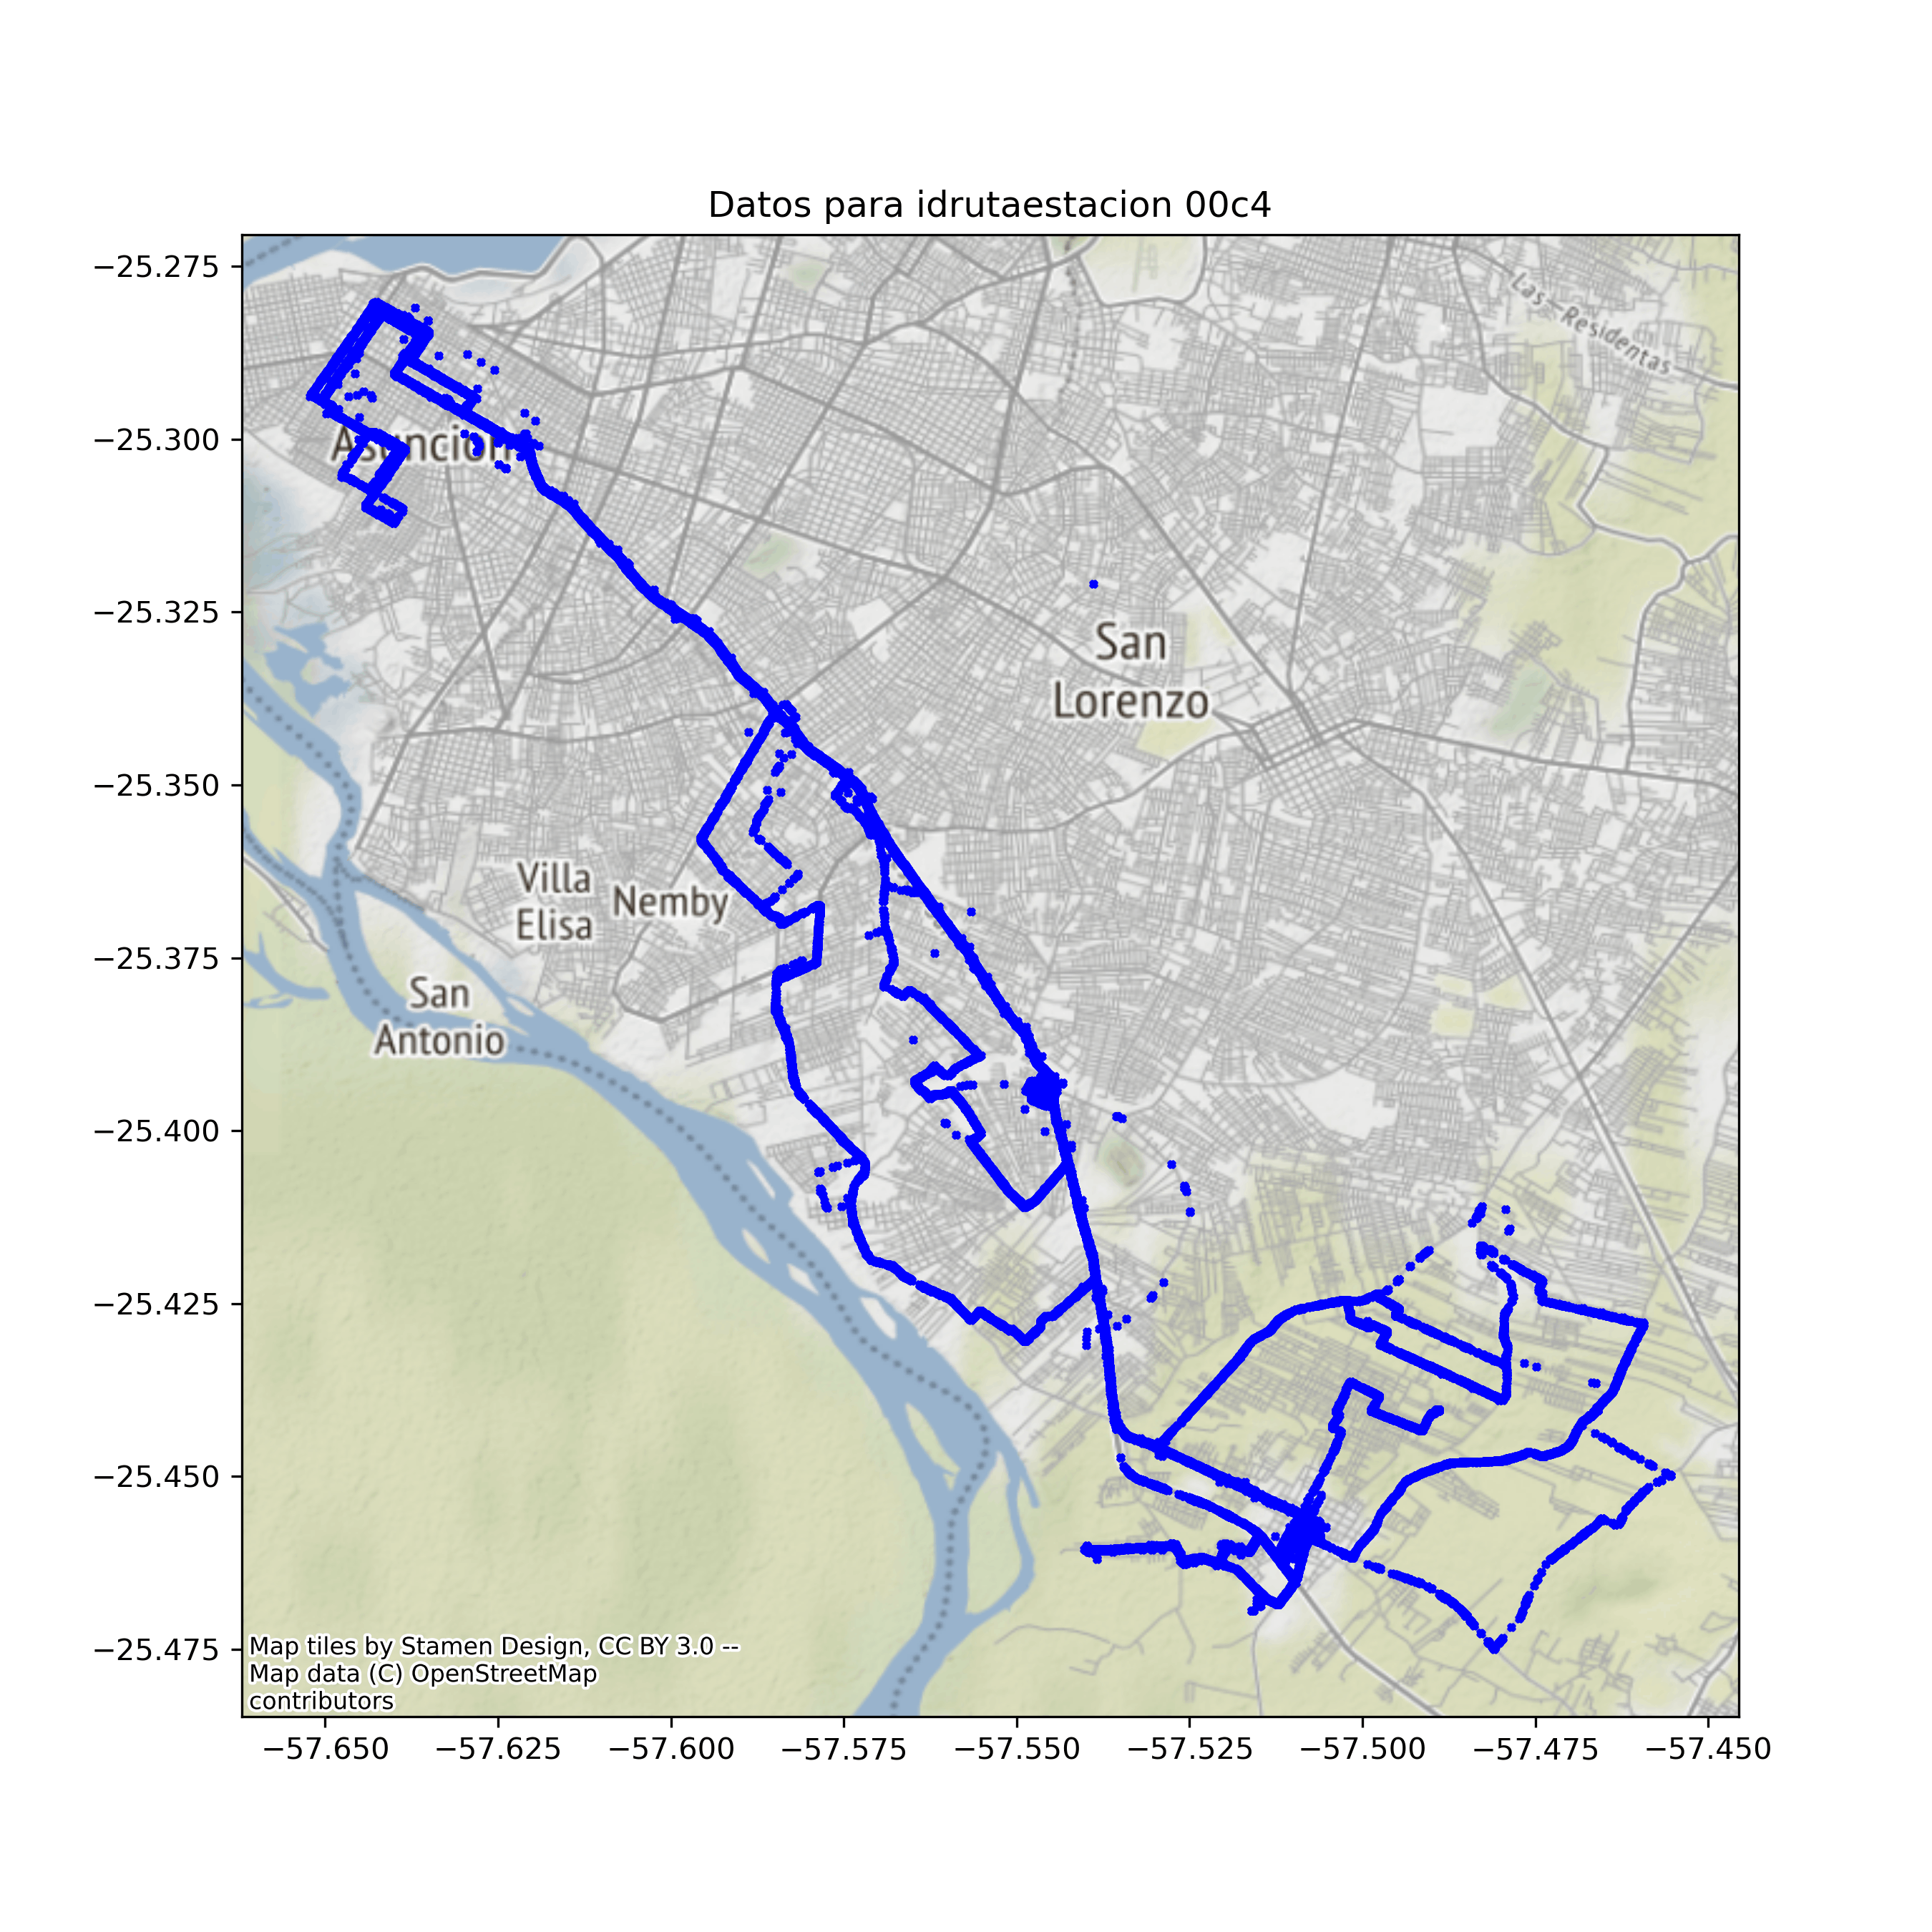 Datos para idrutaestacion 00c4
−25.275
−25.300
−25.325
−25.350
−25.375
−25.400
−25.425
−25.450
−25.475
Las Residentas
Asuncion
San
Lorenzo
Villa
Elisa
Nemby
San
Antonio
Map tiles by Stamen Design, CC BY 3.0 --
Map data (C) OpenStreetMap
contributors
−57.650 −57.625 −57.600 −57.575 −57.550 −57.525 −57.500 −57.475 −57.450